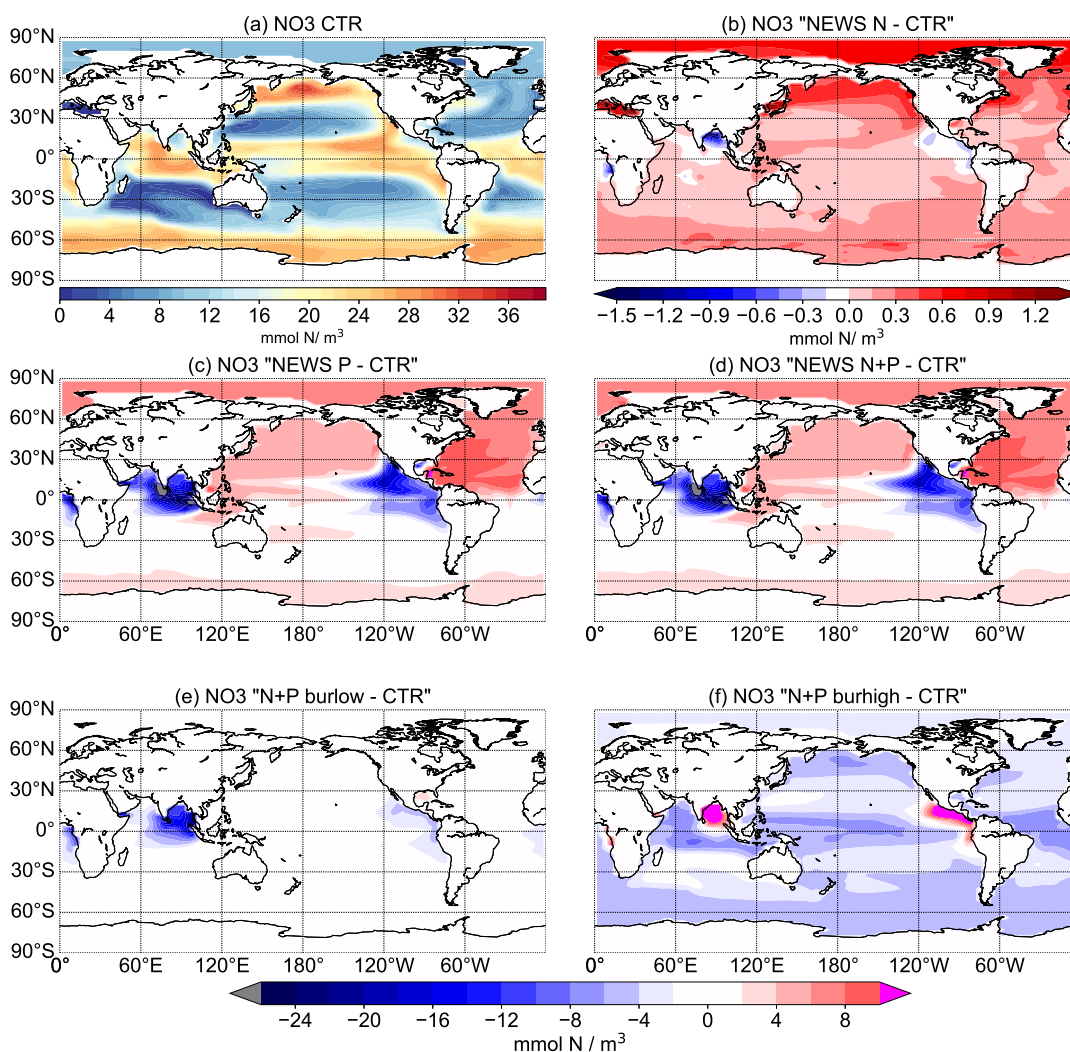 (a) NO3 CTR
90°N
60°N
30°N
0°
30°S
60°S
90°S
0 4 8 12 16 20 24 28 32 36
mmol N/ m³
(b) NO3 "NEWS N - CTR"
−1.5 −1.2 −0.9 −0.6 −0.3 0.0 0.3 0.6 0.9 1.2
mmol N/ m³
(c) NO3 "NEWS P - CTR"
90°N
60°N
30°N
0°
30°S
60°S
90°S
0° 60°E 120°E 180° 120°W 60°W
(d) NO3 "NEWS N+P - CTR"
0° 60°E 120°E 180° 120°W 60°W
(e) NO3 "N+P burlow - CTR"
90°N
60°N
30°N
0°
30°S
60°S
90°S
0° 60°E 120°E 180° 120°W 60°W
(f) NO3 "N+P burhigh - CTR"
0° 60°E 120°E 180° 120°W 60°W
−24 −20 −16 −12 −8 −4 0 4 8
mmol N / m³